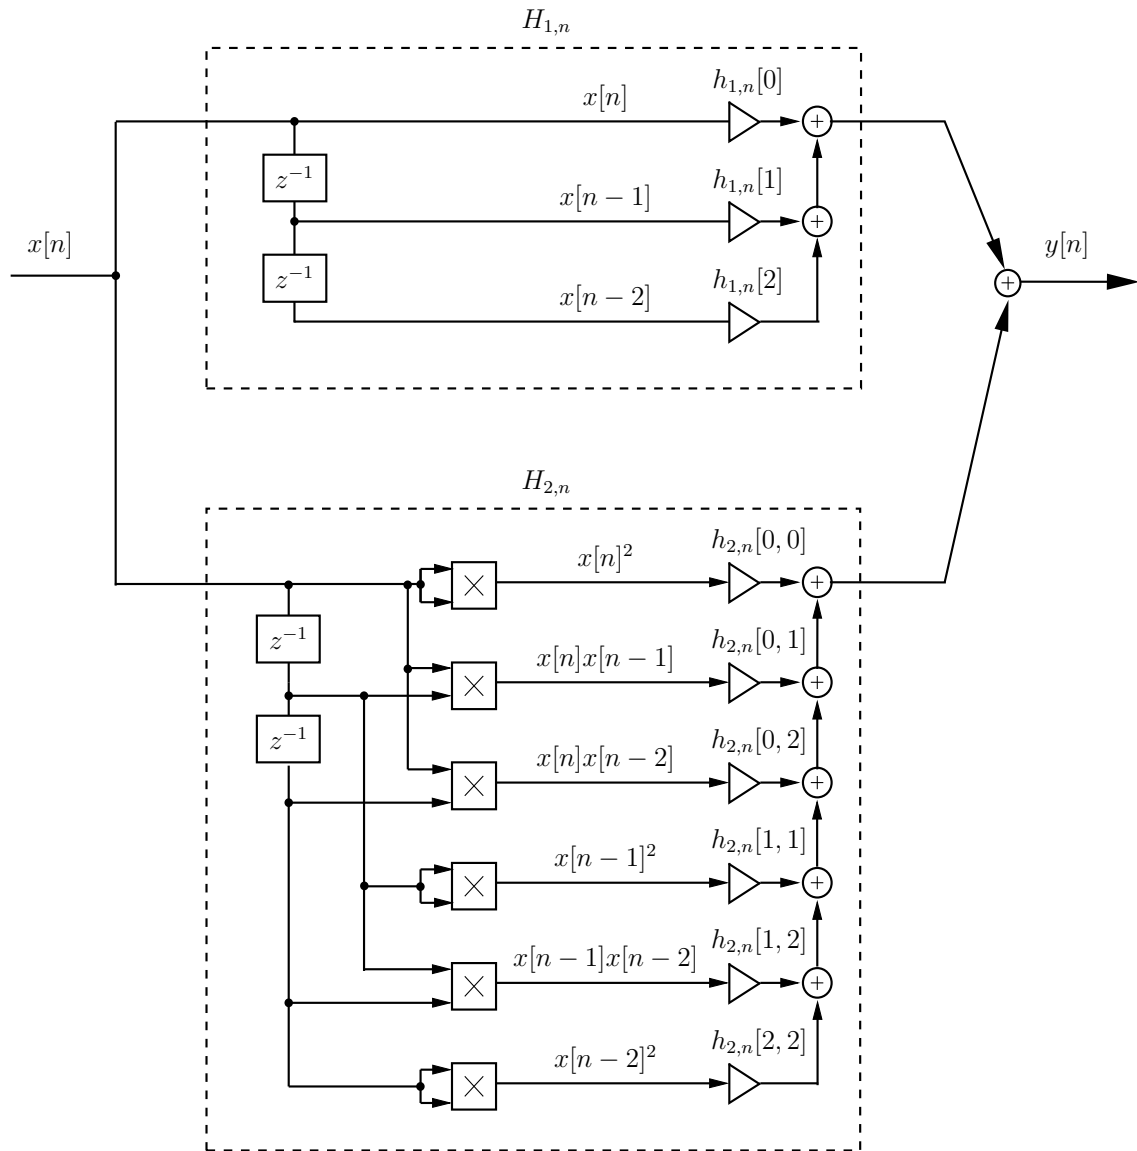 H_{1,n}
x[n]
h_{1,n}[0]
+
z^{-1}
x[n − 1]
h_{1,n}[1]
+
x[n]
z^{-1}
x[n − 2]
h_{1,n}[2]
+
y[n]
H_{2,n}
x[n]^2
h_{2,n}[0, 0]
×
+
z^{-1}
x[n]x[n − 1]
h_{2,n}[0, 1]
×
+
z^{-1}
x[n]x[n − 2]
h_{2,n}[0, 2]
×
+
x[n − 1]^2
h_{2,n}[1, 1]
×
+
x[n − 1]x[n − 2]
h_{2,n}[1, 2]
×
+
x[n − 2]^2
h_{2,n}[2, 2]
×